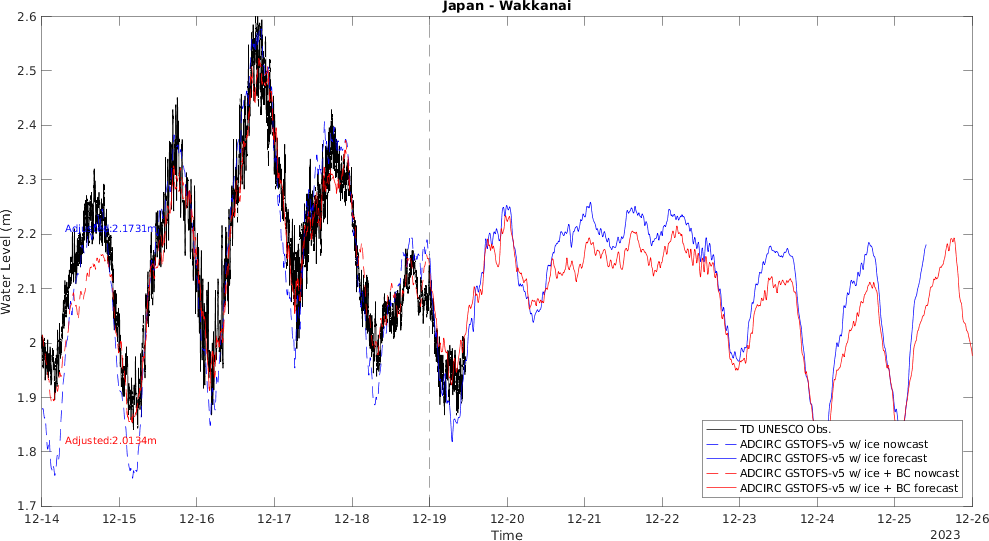 Japan - Wakkanai
Water Level (m)
2.6
2.5
2.4
2.3
2.2
2.1
2
1.9
1.8
1.7
Adjusted:2.1731m
Adjusted:2.0134m
TD UNESCO Obs.
ADCIRC GSTOFS-v5 w/ ice nowcast
ADCIRC GSTOFS-v5 w/ ice forecast
ADCIRC GSTOFS-v5 w/ ice + BC nowcast
ADCIRC GSTOFS-v5 w/ ice + BC forecast
12-14 12-15 12-16 12-17 12-18 12-19 12-20 12-21 12-22 12-23 12-24 12-25 12-26
Time
2023